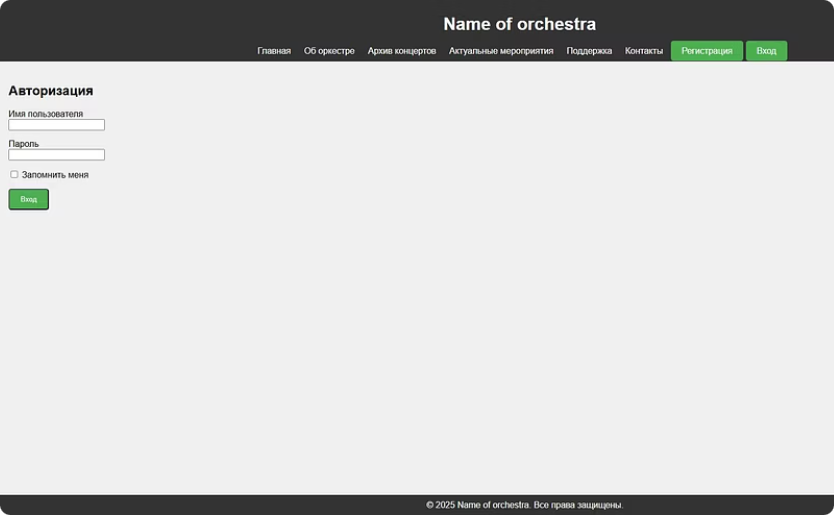 Name of orchestra
Главная Об оркестре Архив концертов Актуальные мероприятия Поддержка Контакты Регистрация Вход
Авторизация
Имя пользователя
Пароль
Запомнить меня
Вход
© 2025 Name of orchestra. Все права защищены.